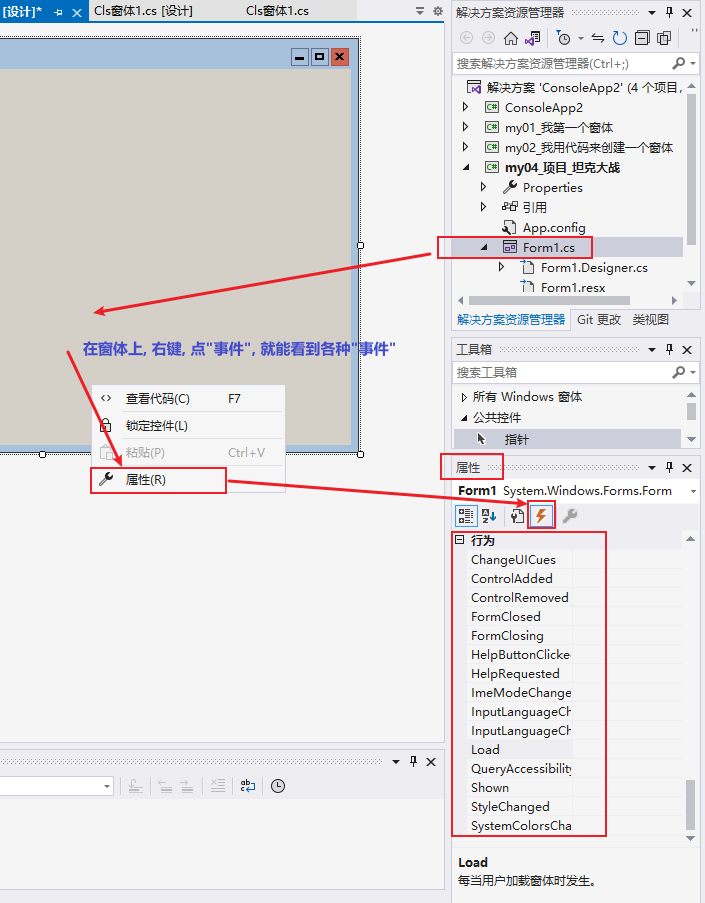 [设计]*
Cls窗体1.cs [设计]
Cls窗体1.cs
在窗体上, 右键, 点"事件", 就能看到各种"事件"
查看代码(C) F7
锁定控件(L)
粘贴(P) Ctrl+V
属性(R)
解决方案资源管理器
搜索解决方案资源管理器(Ctrl+;)
解决方案 'ConsoleApp2' (4 个项目,
ConsoleApp2
my01_我第一个窗体
my02_我用代码来创建一个窗体
my04_项目_坦克大战
Properties
引用
App.config
Form1.cs
Form1.Designer.cs
Form1.resx
解决方案资源管理器 Git 更改 类视图
工具箱
搜索工具箱
所有 Windows 窗体
公共控件
指针
属性
Form1 System.Windows.Forms.Form
行为
ChangeUICues
ControlAdded
ControlRemoved
FormClosed
FormClosing
HelpButtonClicke
HelpRequested
ImeModeChange
InputLanguageCh
InputLanguageCh
Load
QueryAccessibility
Shown
StyleChanged
SystemColorsCha
Load
每当用户加载窗体时发生。